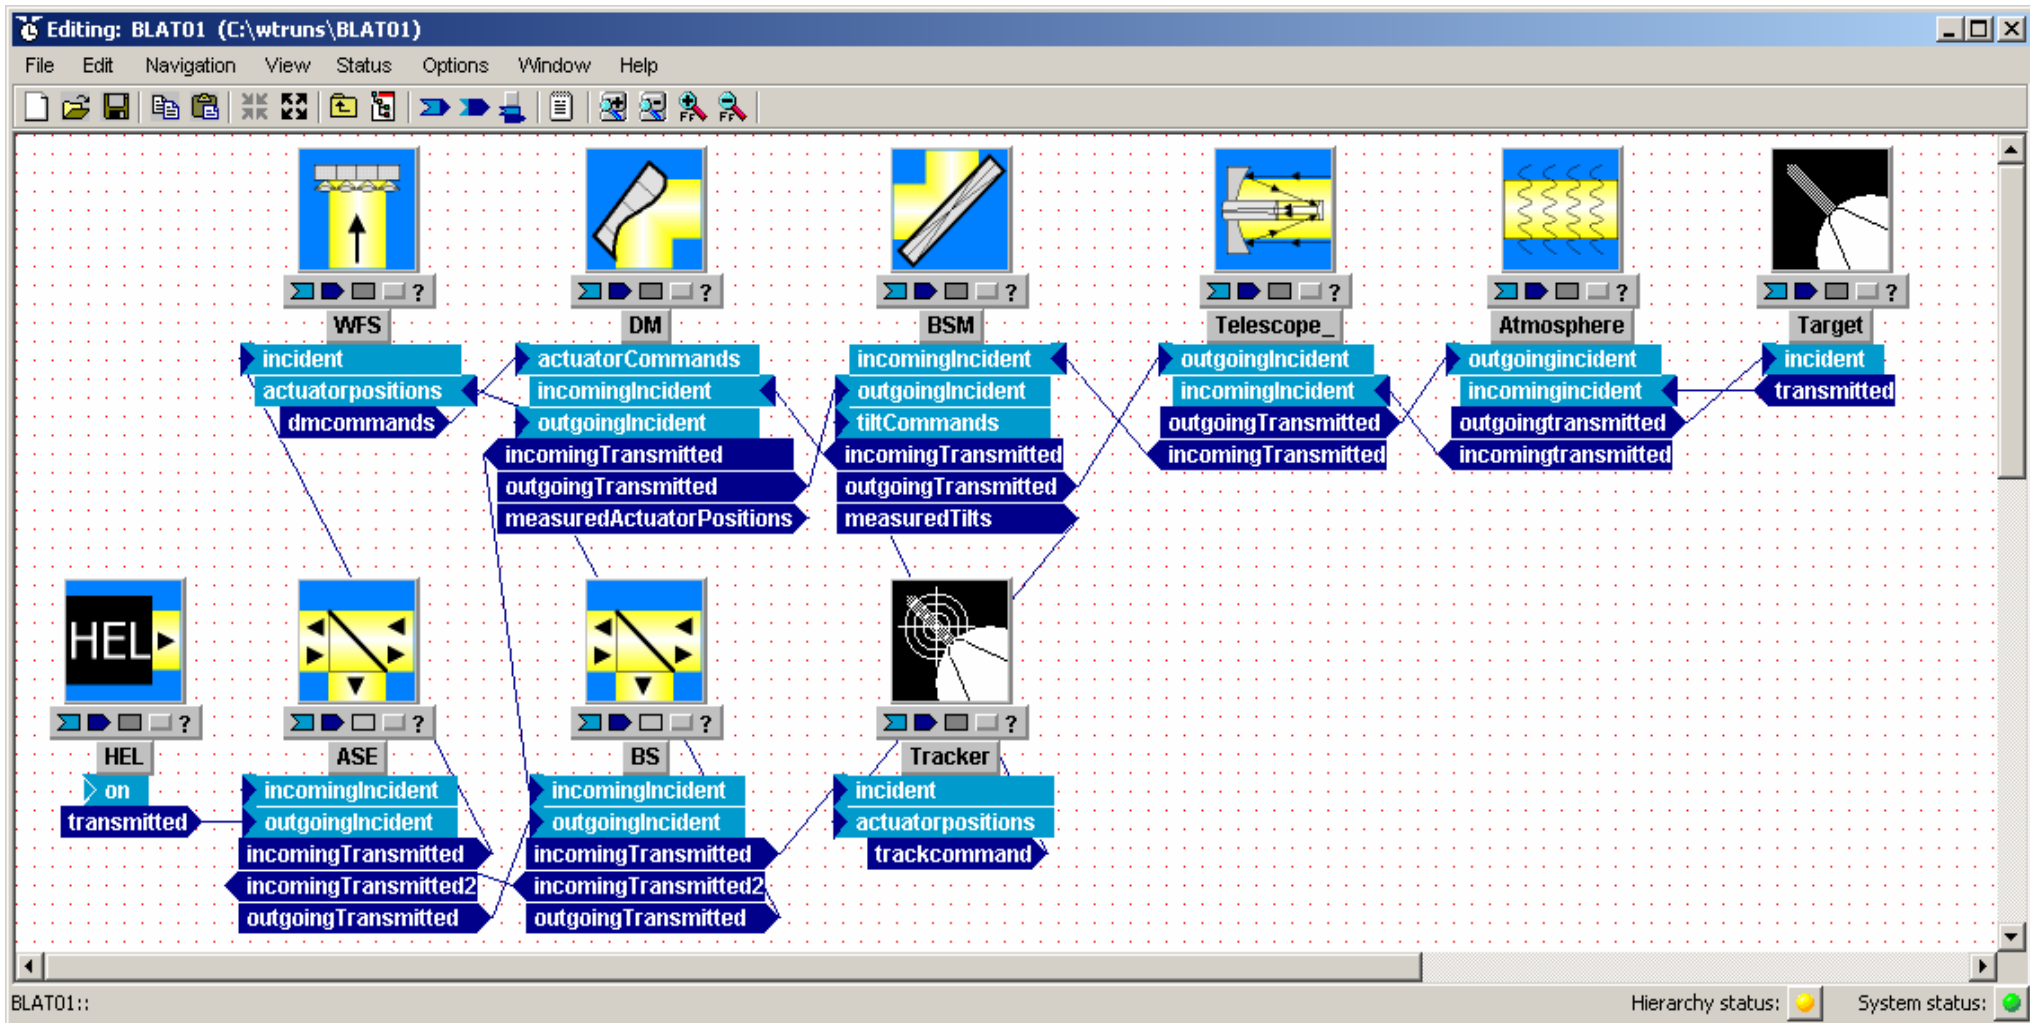 Editing: BLAT01 (C:\wtruns\BLAT01)
File Edit Navigation View Status Options Window Help
FF FF
? ? ? ? ? ?
WFS DM BSM Telescope_ Atmosphere Target
incident actuatorCommands incomingIncident outgoingIncident outgoingincident incident
actuatorpositions incomingIncident outgoingIncident incomingIncident incomingincident transmitted
dmcommands outgoingIncident tiltCommands outgoingTransmitted outgoingtransmitted
incomingTransmitted incomingTransmitted incomingTransmitted incomingtransmitted
outgoingTransmitted outgoingTransmitted
measuredActuatorPositions measuredTilts
HEL
? ? ? ?
HEL ASE BS Tracker
on incomingIncident incomingIncident incident
transmitted outgoingIncident outgoingIncident actuatorpositions
incomingTransmitted incomingTransmitted trackcommand
incomingTransmitted2 incomingTransmitted2
outgoingTransmitted outgoingTransmitted
BLAT01:: Hierarchy status: System status: